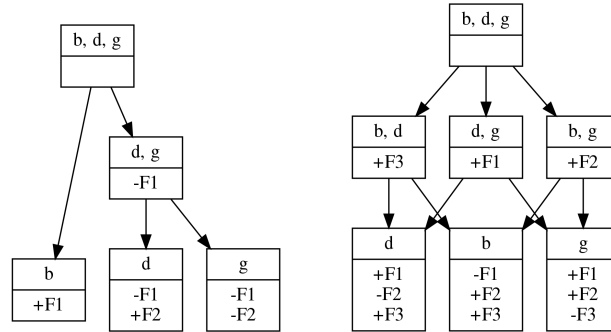 b, d, g
d, g
-F1
b
+F1
d
-F1
+F2
g
-F1
-F2
b, d, g
b, d
+F3
d, g
+F1
b, g
+F2
d
+F1
-F2
+F3
b
-F1
+F2
+F3
g
+F1
+F2
-F3